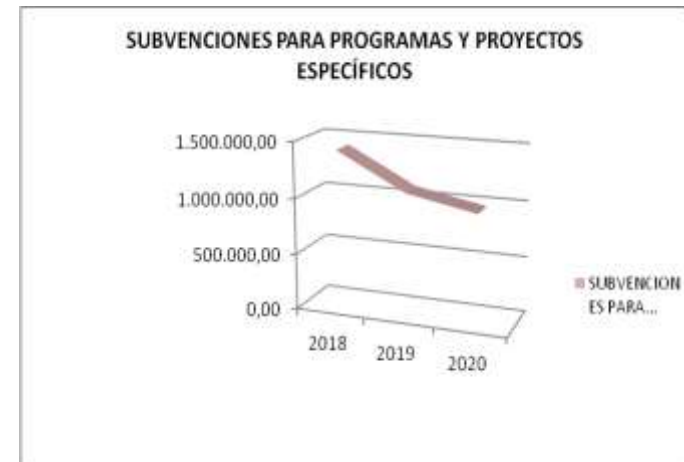 SUBVENCIONES PARA PROGRAMAS Y PROYECTOS
ESPECÍFICOS
1.500.000,00
1.000.000,00
500.000,00
0,00
2018
2019
2020
SUBVENCION
ES PARA...